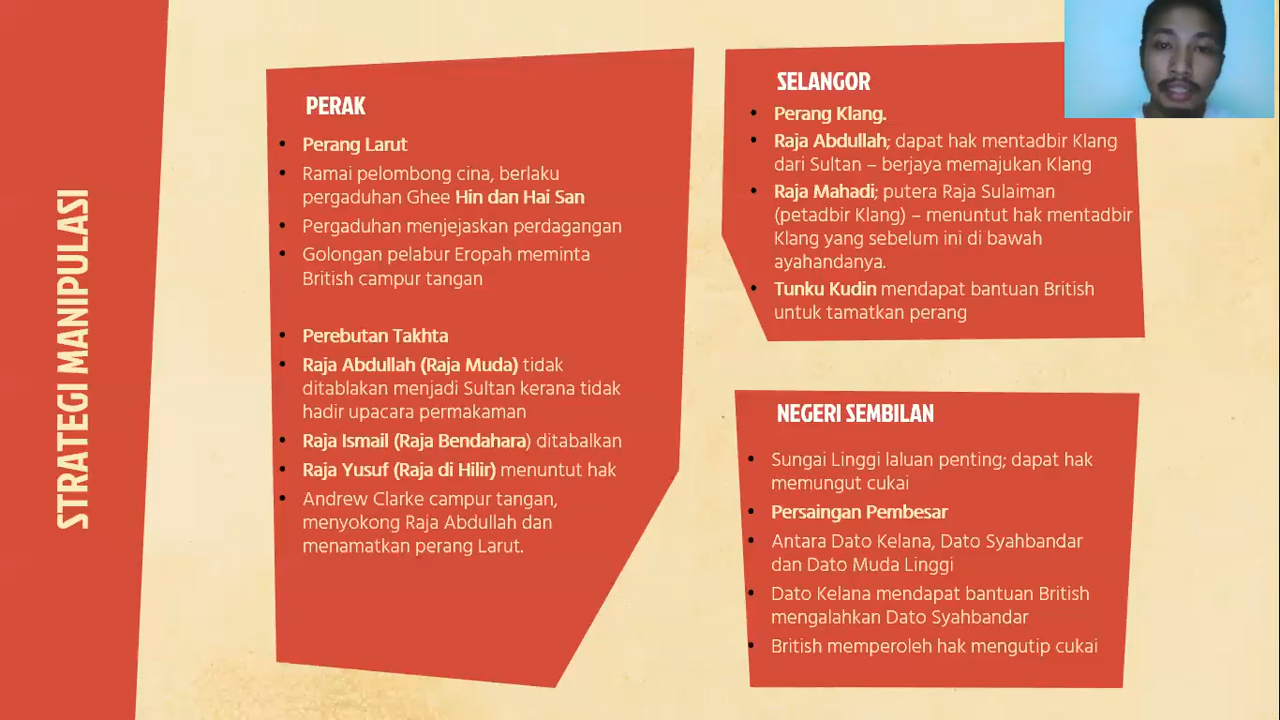 STRATEGI MANIPULASI
PERAK
• Perang Larut
• Ramai pelombong cina, berlaku
pergaduhan Ghee Hin dan Hai San
• Pergaduhan menjejaskan perdagangan
• Golongan pelabur Eropah meminta
British campur tangan
• Perebutan Takhta
• Raja Abdullah (Raja Muda) tidak
ditablakan menjadi Sultan kerana tidak
hadir upacara permakaman
• Raja Ismail (Raja Bendahara) ditabalkan
• Raja Yusuf (Raja di Hilir) menuntut hak
• Andrew Clarke campur tangan,
menyokong Raja Abdullah dan
menamatkan perang Larut.
SELANGOR
• Perang Klang.
• Raja Abdullah; dapat hak mentadbir Klang
dari Sultan – berjaya memajukan Klang
• Raja Mahadi; putera Raja Sulaiman
(petadbir Klang) – menuntut hak mentadbir
Klang yang sebelum ini di bawah
ayahandanya.
• Tunku Kudin mendapat bantuan British
untuk tamatkan perang
NEGERI SEMBILAN
• Sungai Linggi laluan penting; dapat hak
memungut cukai
• Persaingan Pembesar
• Antara Dato Kelana, Dato Syahbandar
dan Dato Muda Linggi
• Dato Kelana mendapat bantuan British
mengalahkan Dato Syahbandar
• British memperoleh hak mengutip cukai